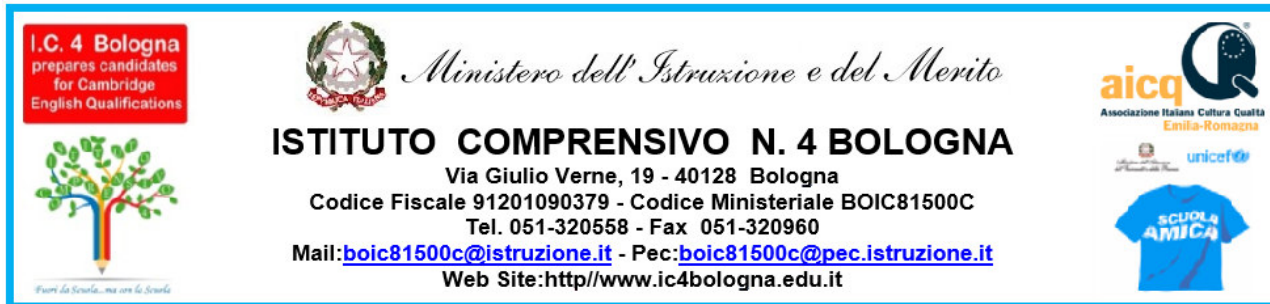 I.C. 4 Bologna
prepares candidates
for Cambridge
English Qualifications
Fuori la Scuola...ma con la Scuola
Ministero dell'Istruzione e del Merito
ISTITUTO COMPRENSIVO N. 4 BOLOGNA
Via Giulio Verne, 19 - 40128 Bologna
Codice Fiscale 91201090379 - Codice Ministeriale BOIC81500C
Tel. 051-320558 - Fax 051-320960
Mail:boic81500c@istruzione.it - Pec:boic81500c@pec.istruzione.it
Web Site:http//www.ic4bologna.edu.it
aicq
Associazione Italiana Cultura Qualità
Emilia-Romagna
unicef
SCUOLA
AMICA